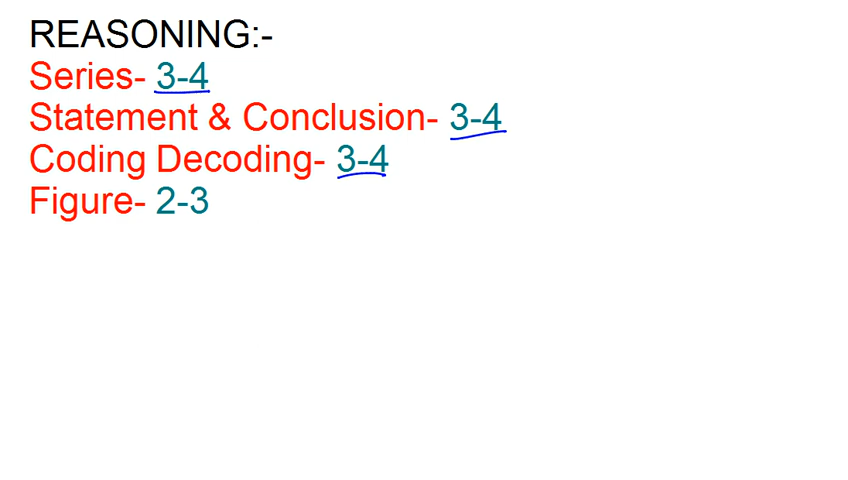 REASONING:-
Series- 3-4
Statement & Conclusion- 3-4
Coding Decoding- 3-4
Figure- 2-3